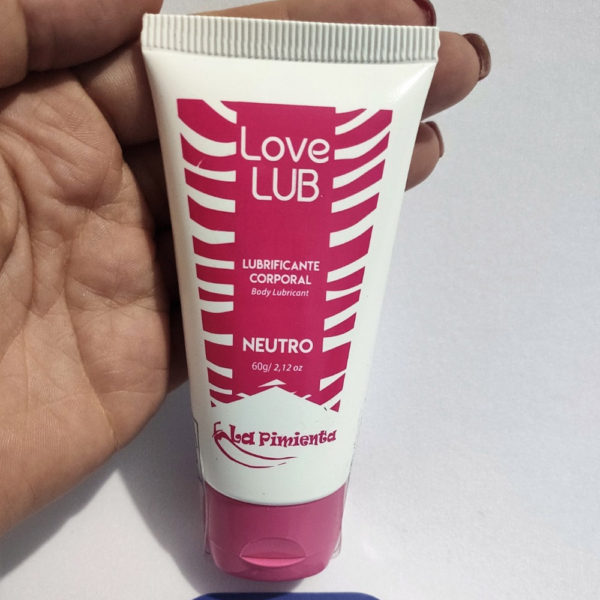 Love
LUB
LUBRIFICANTE
CORPORAL
Body Lubricant
NEUTRO
60g/ 2,12 oz
La Pimienta